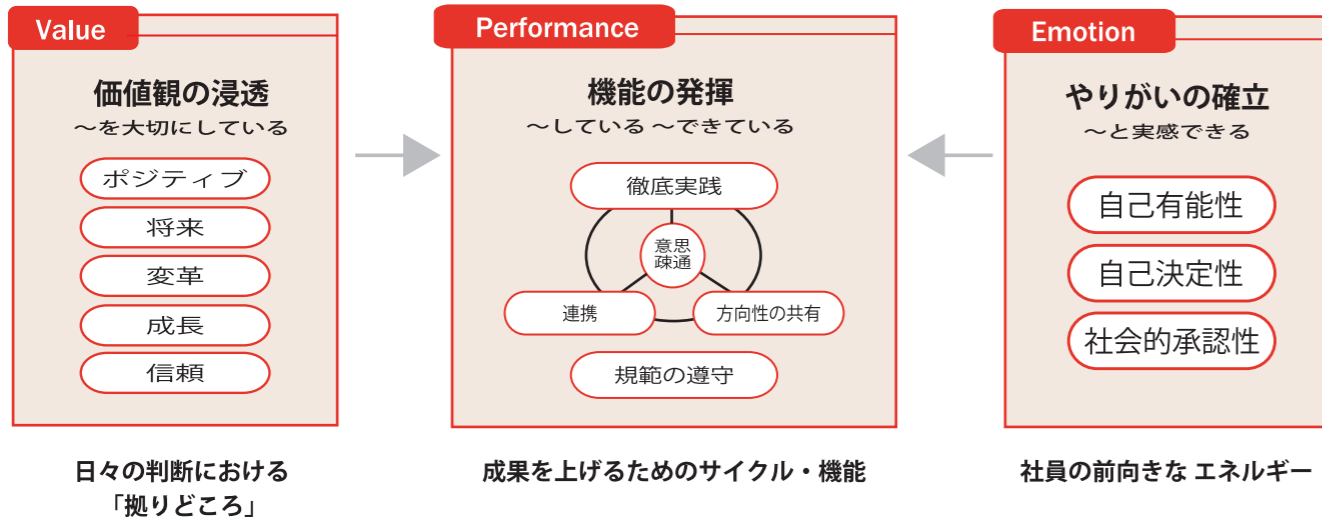 Value
価値観の浸透
～を大切にしている
ポジティブ
将来
変革
成長
信頼
日々の判断における
「拠りどころ」
Performance
機能の発揮
～している ～できている
徹底実践
意思
疎通
連携
方向性の共有
規範の遵守
成果を上げるためのサイクル・機能
Emotion
やりがいの確立
～と実感できる
自己有能性
自己決定性
社会的承認性
社員の前向きな エネルギー